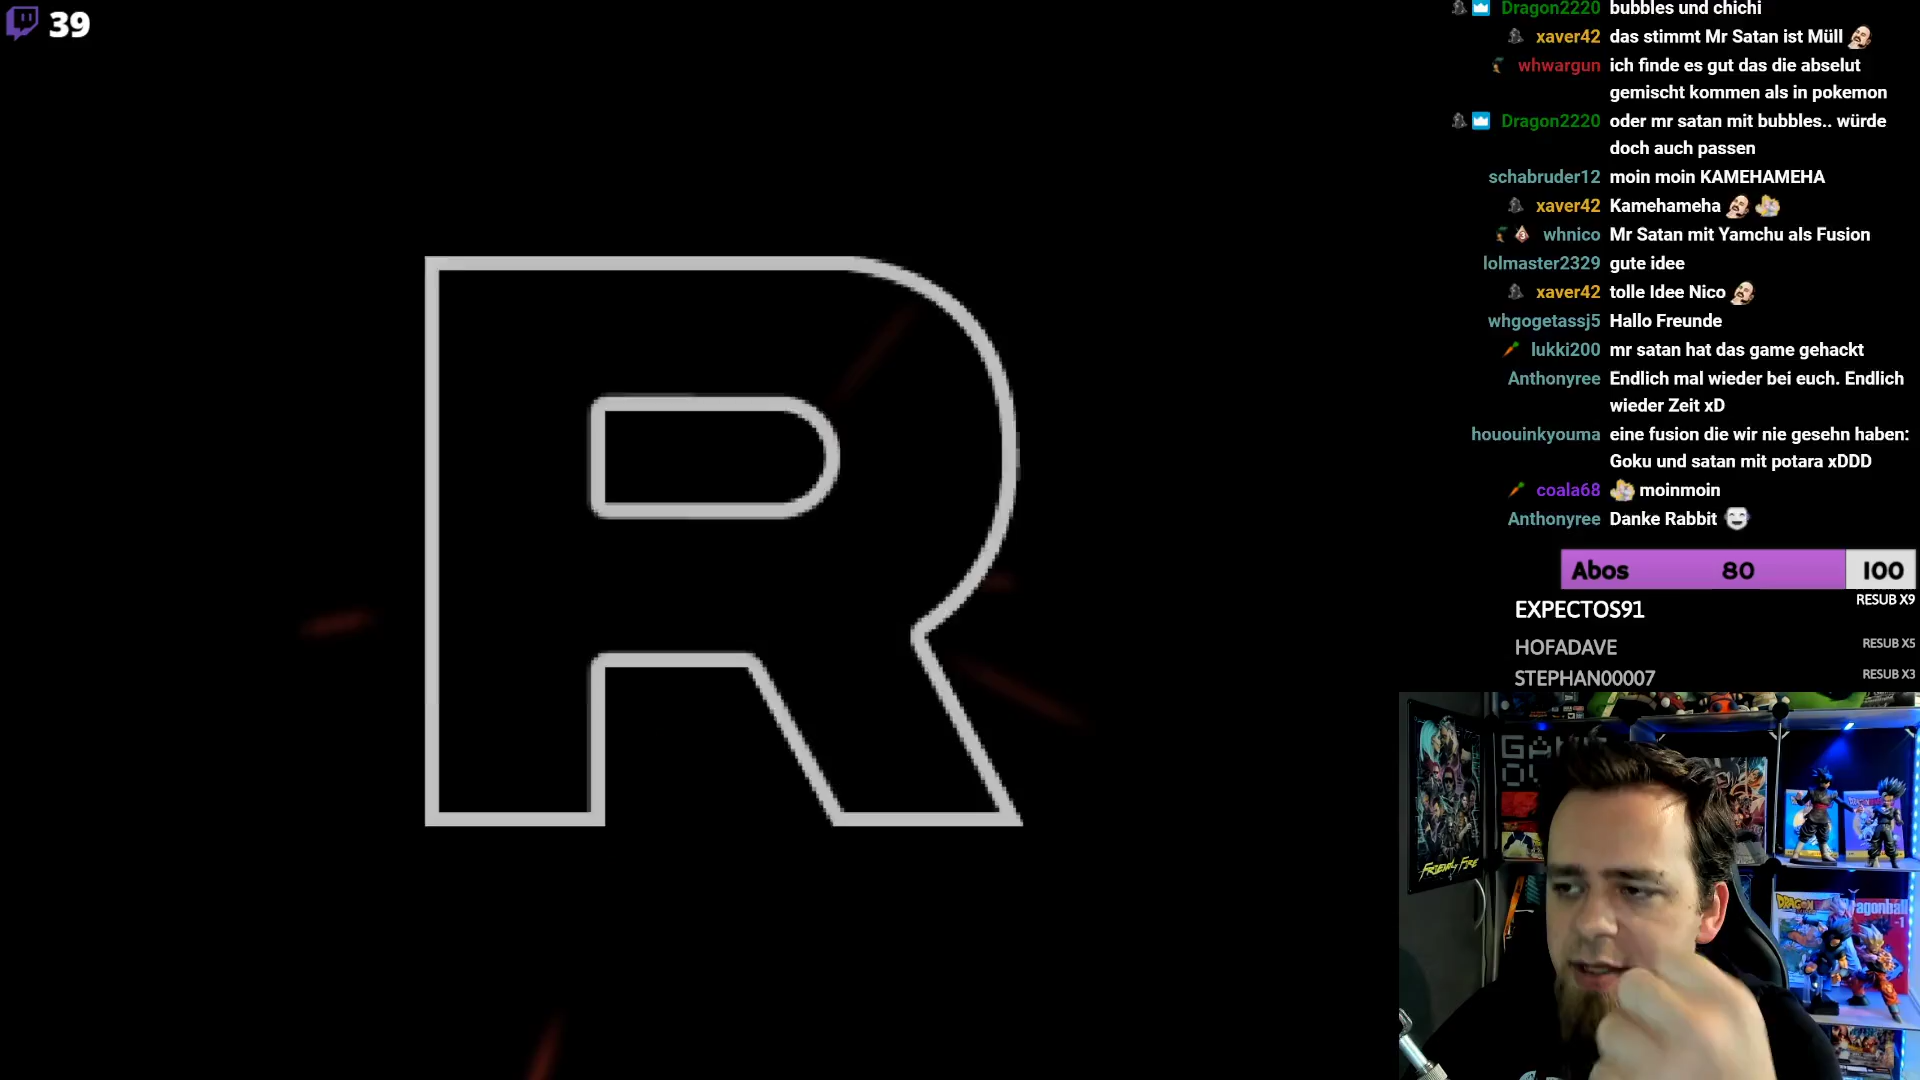 39
R
Dragon2220 bubbles und chichi
xaver42 das stimmt Mr Satan ist Müll
whwargun ich finde es gut das die abselut
gemischt kommen als in pokemon
Dragon2220 oder mr satan mit bubbles.. würde
doch auch passen
schabruder12 moin moin KAMEHAMEHA
xaver42 Kamehameha
whnico Mr Satan mit Yamchu als Fusion
lolmaster2329 gute idee
xaver42 tolle Idee Nico
whgogetassj5 Hallo Freunde
lukki200 mr satan hat das game gehackt
Anthonyree Endlich mal wieder bei euch. Endlich
wieder Zeit xD
hououinkyouma eine fusion die wir nie gesehn haben:
Goku und satan mit potara xDDD
coala68 moinmoin
Anthonyree Danke Rabbit
Abos 80 100
EXPECTOS91 RESUB X9
HOFADAVE RESUB X5
STEPHAN00007 RESUB X3
FRIENDLY FIRE